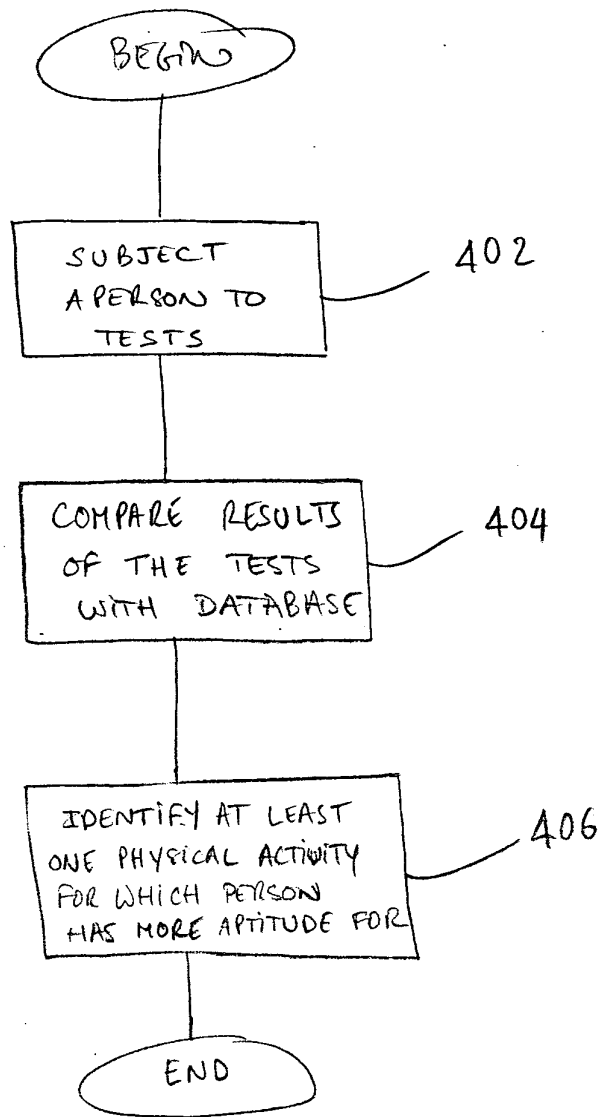 BEGIN
SUBJECT
A PERSON TO
TESTS
402
COMPARE RESULTS
OF THE TESTS
WITH DATABASE
404
IDENTIFY AT LEAST
ONE PHYSICAL ACTIVITY
FOR WHICH PERSON
HAS MORE APTITUDE FOR
406
END